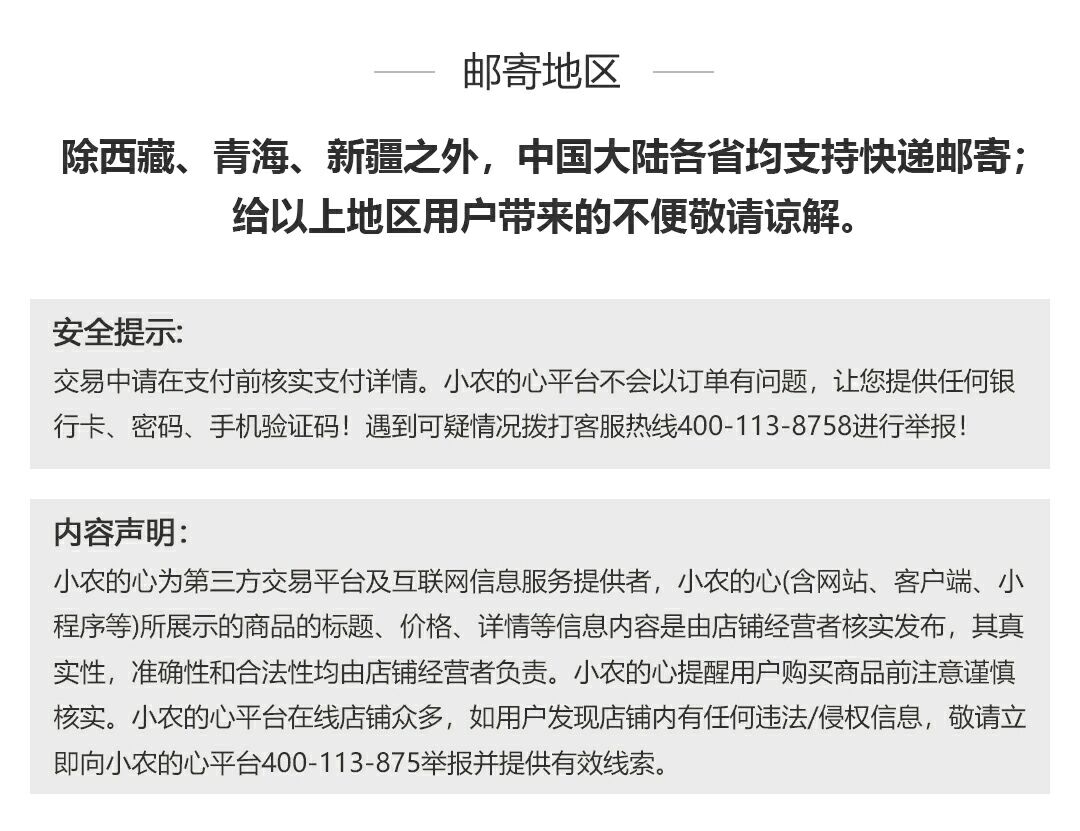 邮寄地区
除西藏、青海、新疆之外，中国大陆各省均支持快递邮寄；
给以上地区用户带来的不便敬请谅解。
安全提示:
交易中请在支付前核实支付详情。小农的心平台不会以订单有问题，让您提供任何银
行卡、密码、手机验证码！遇到可疑情况拨打客服热线400-113-8758进行举报！
内容声明：
小农的心为第三方交易平台及互联网信息服务提供者，小农的心(含网站、客户端、小
程序等)所展示的商品的标题、价格、详情等信息内容是由店铺经营者核实发布，其真
实性，准确性和合法性均由店铺经营者负责。小农的心提醒用户购买商品前注意谨慎
核实。小农的心平台在线店铺众多，如用户发现店铺内有任何违法/侵权信息，敬请立
即向小农的心平台400-113-875举报并提供有效线索。